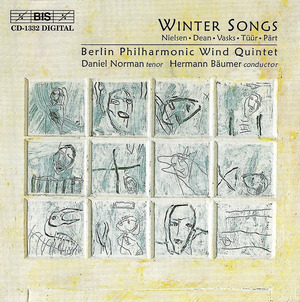 BIS
CD-1332 DIGITAL
WINTER SONGS
Nielsen • Dean • Vasks • Tüür • Pärt
Berlin Philharmonic Wind Quintet
Daniel Norman tenor Hermann Bäumer conductor